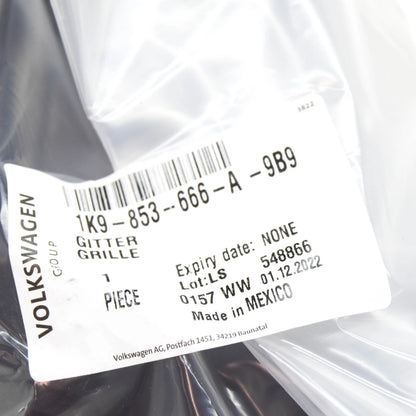 3822
VOLKSWAGEN
GROUP
1K9-853-666-A -9B9
GITTER
GRILLE
1
PIECE
Expiry date: NONE
Lot:LS 548866
0157 WW 01.12.2022
Made in MEXICO
Volkswagen AG, Postfach 1451, 34219 Baunatal